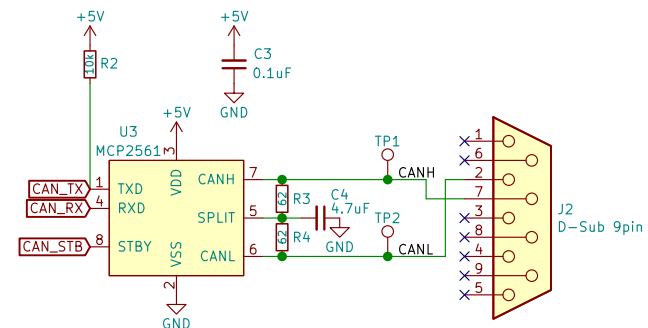 +5V
+5V
R2
10k
C3
0.1uF
GND
U3
MCP2561
+5V
3
VDD
CAN_TX
1
TXD
CAN_RX
4
RXD
CAN_STB
8
STBY
CANH
7
SPLIT
5
CANL
6
VSS
2
GND
R3
62
R4
62
C4
4.7uF
GND
TP1
CANH
TP2
CANL
1
6
2
7
3
8
4
9
5
J2
D-Sub 9pin